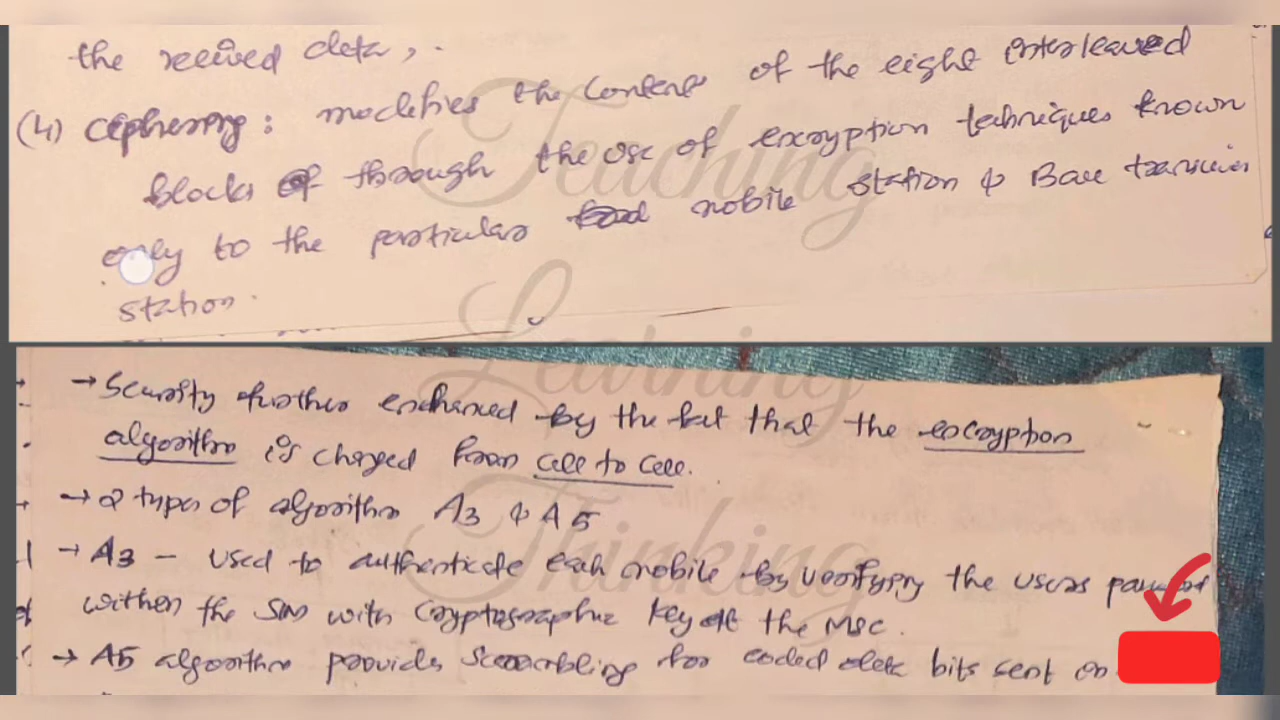 the received data, .
(4) Ciphering : modifies the content of the eight interleaved
blocks of through the use of encryption techniques known
only to the particular mobile station & Base transceiver
station .
→ Security further enchanced by the fact that the encryption
algorithm is changed from cell to cell.
→ 2 types of algorithm A3 & A5
→ A3 – used to authenticate each mobile by verifying the users
within the SIM with cryptographic key at the MSC .
→ A5 algorithm provides scrambling for coded data bits sent on
Teaching
Learning
Thinking